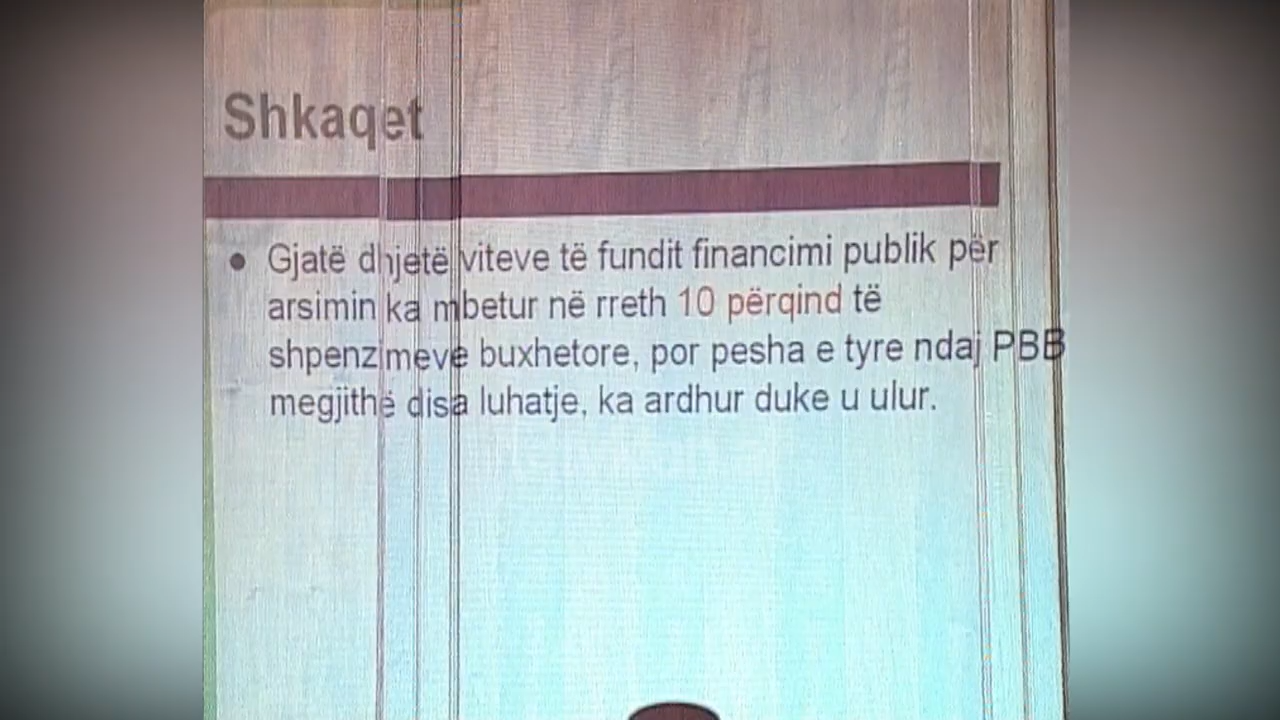 Shkaqet
• Gjatë dhjetë viteve të fundit financimi publik për
arsimin ka mbetur në rreth 10 përqind të
shpenzimeve buxhetore, por pesha e tyre ndaj PBB
megjithë disa luhatje, ka ardhur duke u ulur.